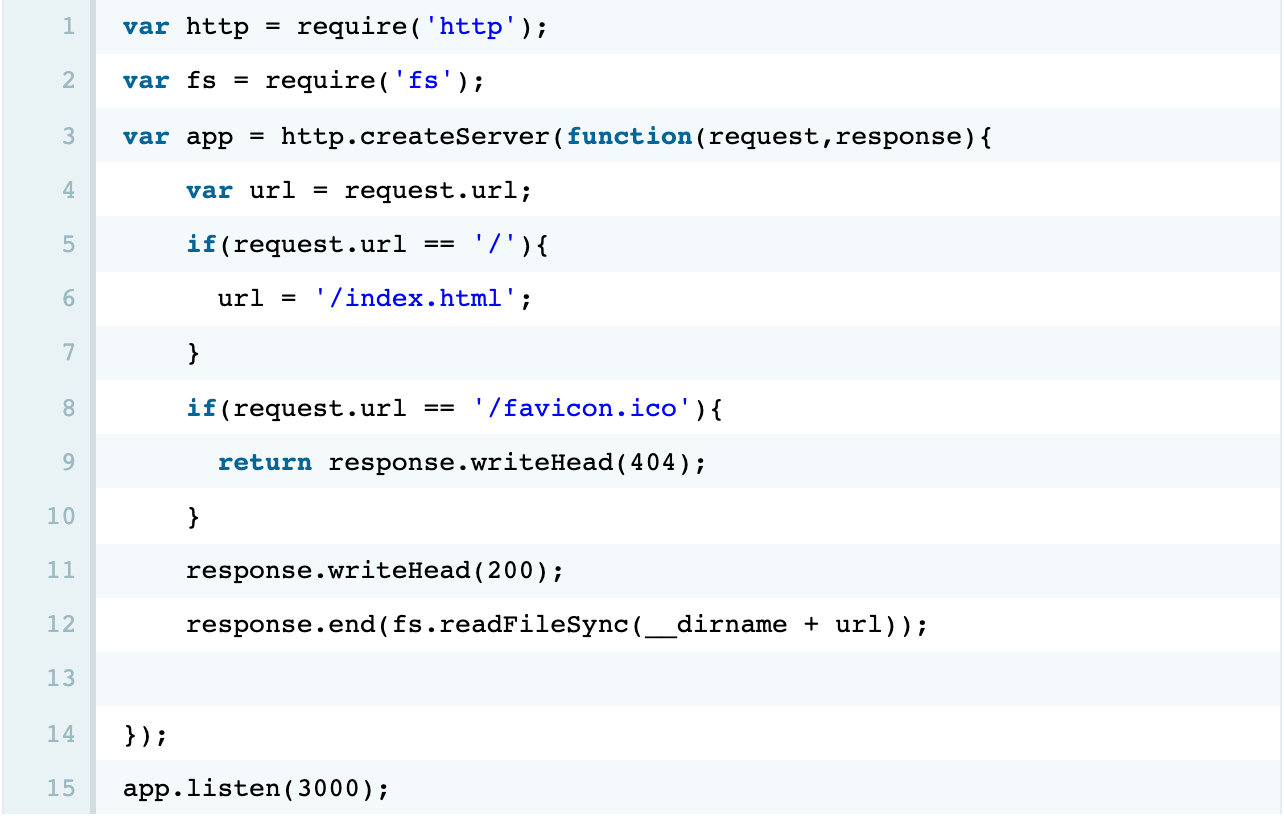 1 var http = require('http');
2 var fs = require('fs');
3 var app = http.createServer(function(request,response){
4     var url = request.url;
5     if(request.url == '/'){
6       url = '/index.html';
7     }
8     if(request.url == '/favicon.ico'){
9       return response.writeHead(404);
10     }
11     response.writeHead(200);
12     response.end(fs.readFileSync(__dirname + url));
13
14 });
15 app.listen(3000);